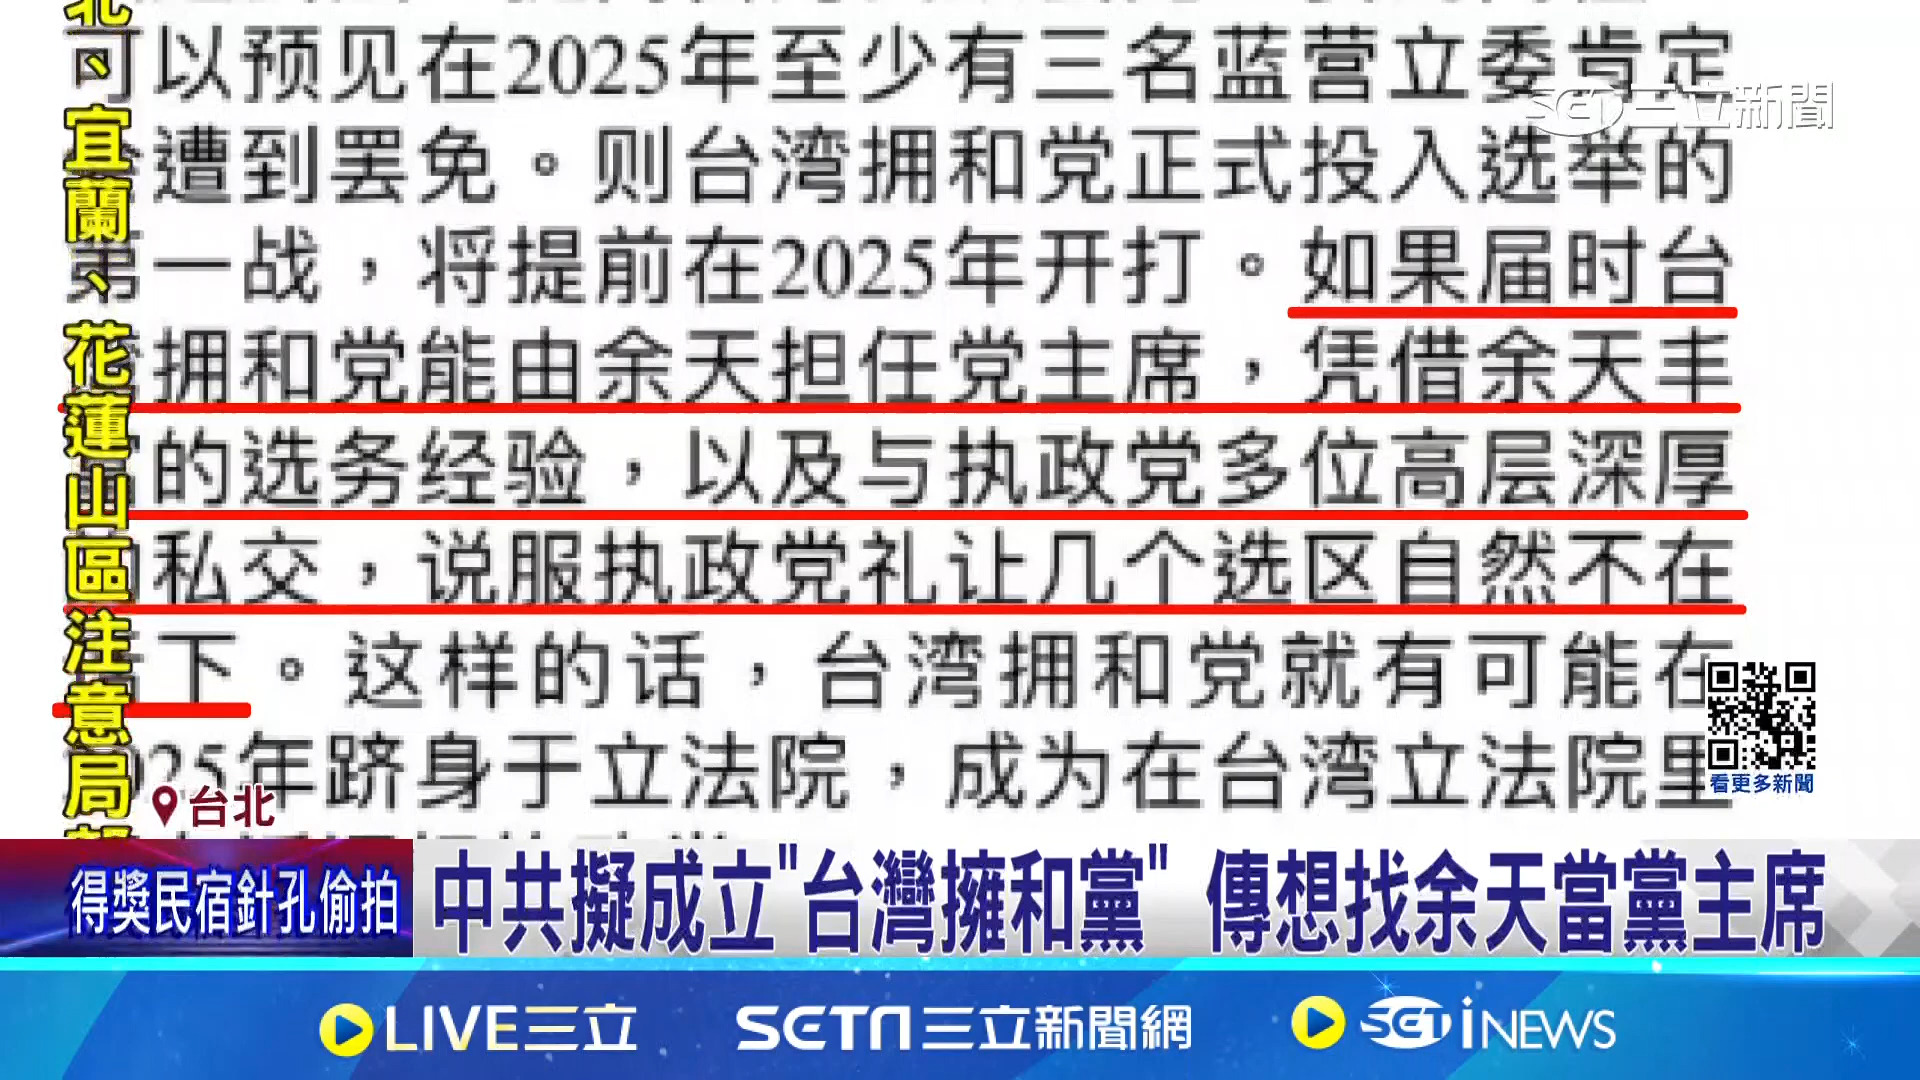 可以预见在2025年至少有三名蓝营立委肯定
遭到罢免。则台湾拥和党正式投入选举的
第一战，将提前在2025年开打。如果届时台
拥和党能由余天担任党主席，凭借余天丰
的选务经验，以及与执政党多位高层深厚
私交，说服执政党礼让几个选区自然不在
下。这样的话，台湾拥和党就有可能在
25年跻身于立法院，成为在台湾立法院里
北、宜蘭、花蓮山區注意局部
SET三立新聞
看更多新聞
台北
得獎民宿針孔偷拍
中共擬成立"台灣擁和黨" 傳想找余天當黨主席
LIVE三立
SETN三立新聞網
SET iNEWS